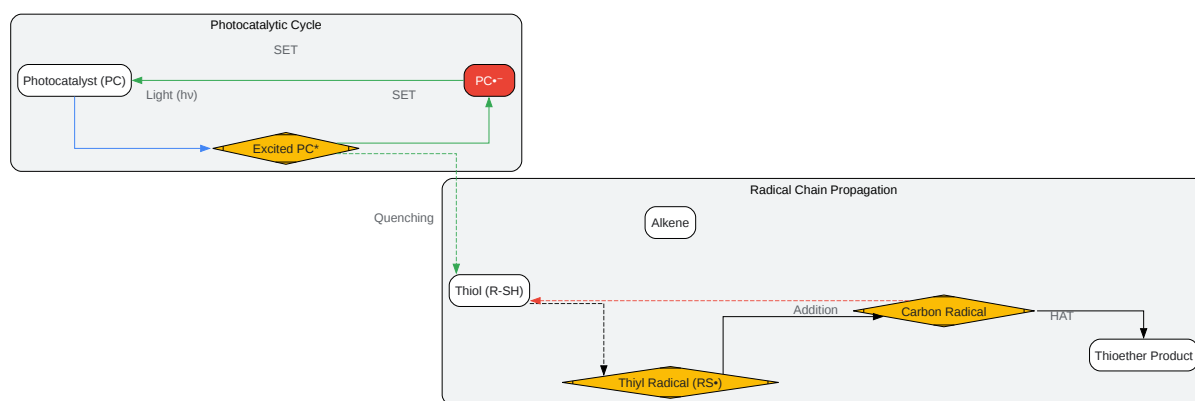 Photocatalytic Cycle
SET
Photocatalyst (PC)
PC•⁻
Light (hν)
SET
Excited PC*
Radical Chain Propagation
Quenching
Alkene
Thiol (R-SH)
Addition
Carbon Radical
HAT
Thioether Product
Thiyl Radical (RS•)